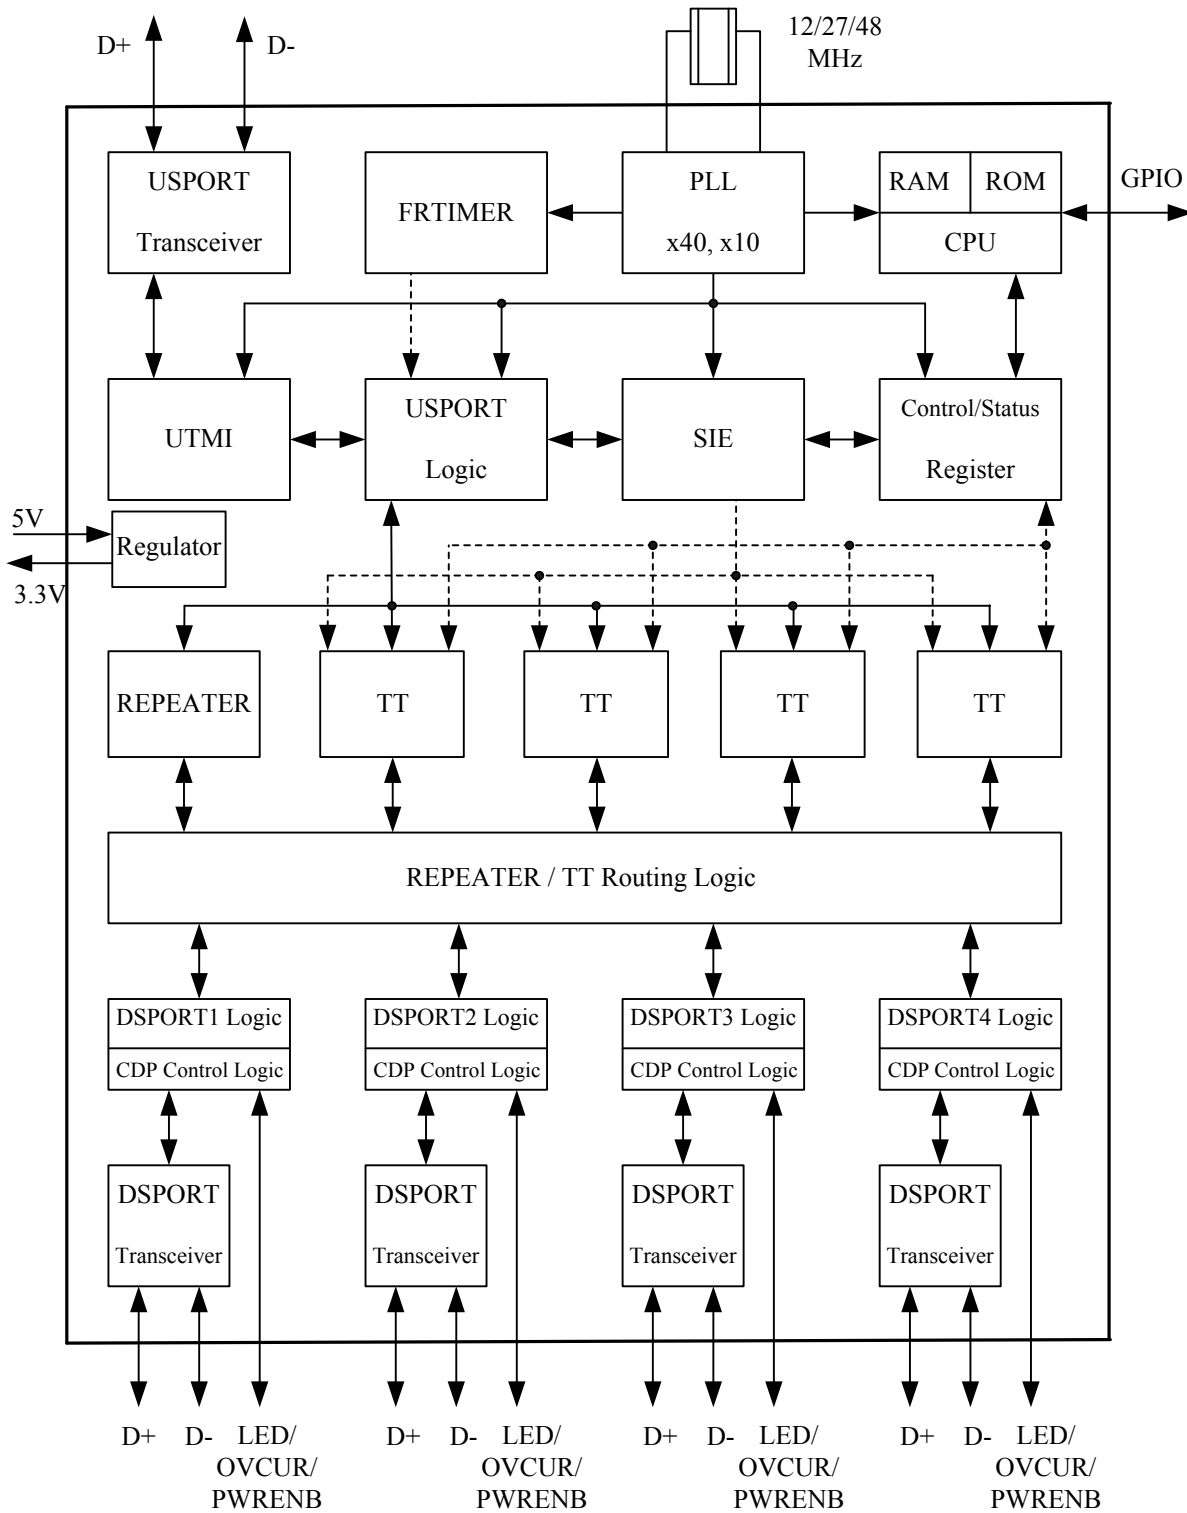 D+
D-
12/27/48
MHz
USPORT
Transceiver
FRTIMER
PLL
x40, x10
RAM
ROM
CPU
GPIO
UTMI
USPORT
Logic
SIE
Control/Status
Register
5V
3.3V
Regulator
REPEATER
TT
TT
TT
TT
REPEATER / TT Routing Logic
DSPORT1 Logic
CDP Control Logic
DSPORT2 Logic
CDP Control Logic
DSPORT3 Logic
CDP Control Logic
DSPORT4 Logic
CDP Control Logic
DSPORT
Transceiver
DSPORT
Transceiver
DSPORT
Transceiver
DSPORT
Transceiver
D+
D-
LED/
OVCUR/
PWRENB
D+
D-
LED/
OVCUR/
PWRENB
D+
D-
LED/
OVCUR/
PWRENB
D+
D-
LED/
OVCUR/
PWRENB